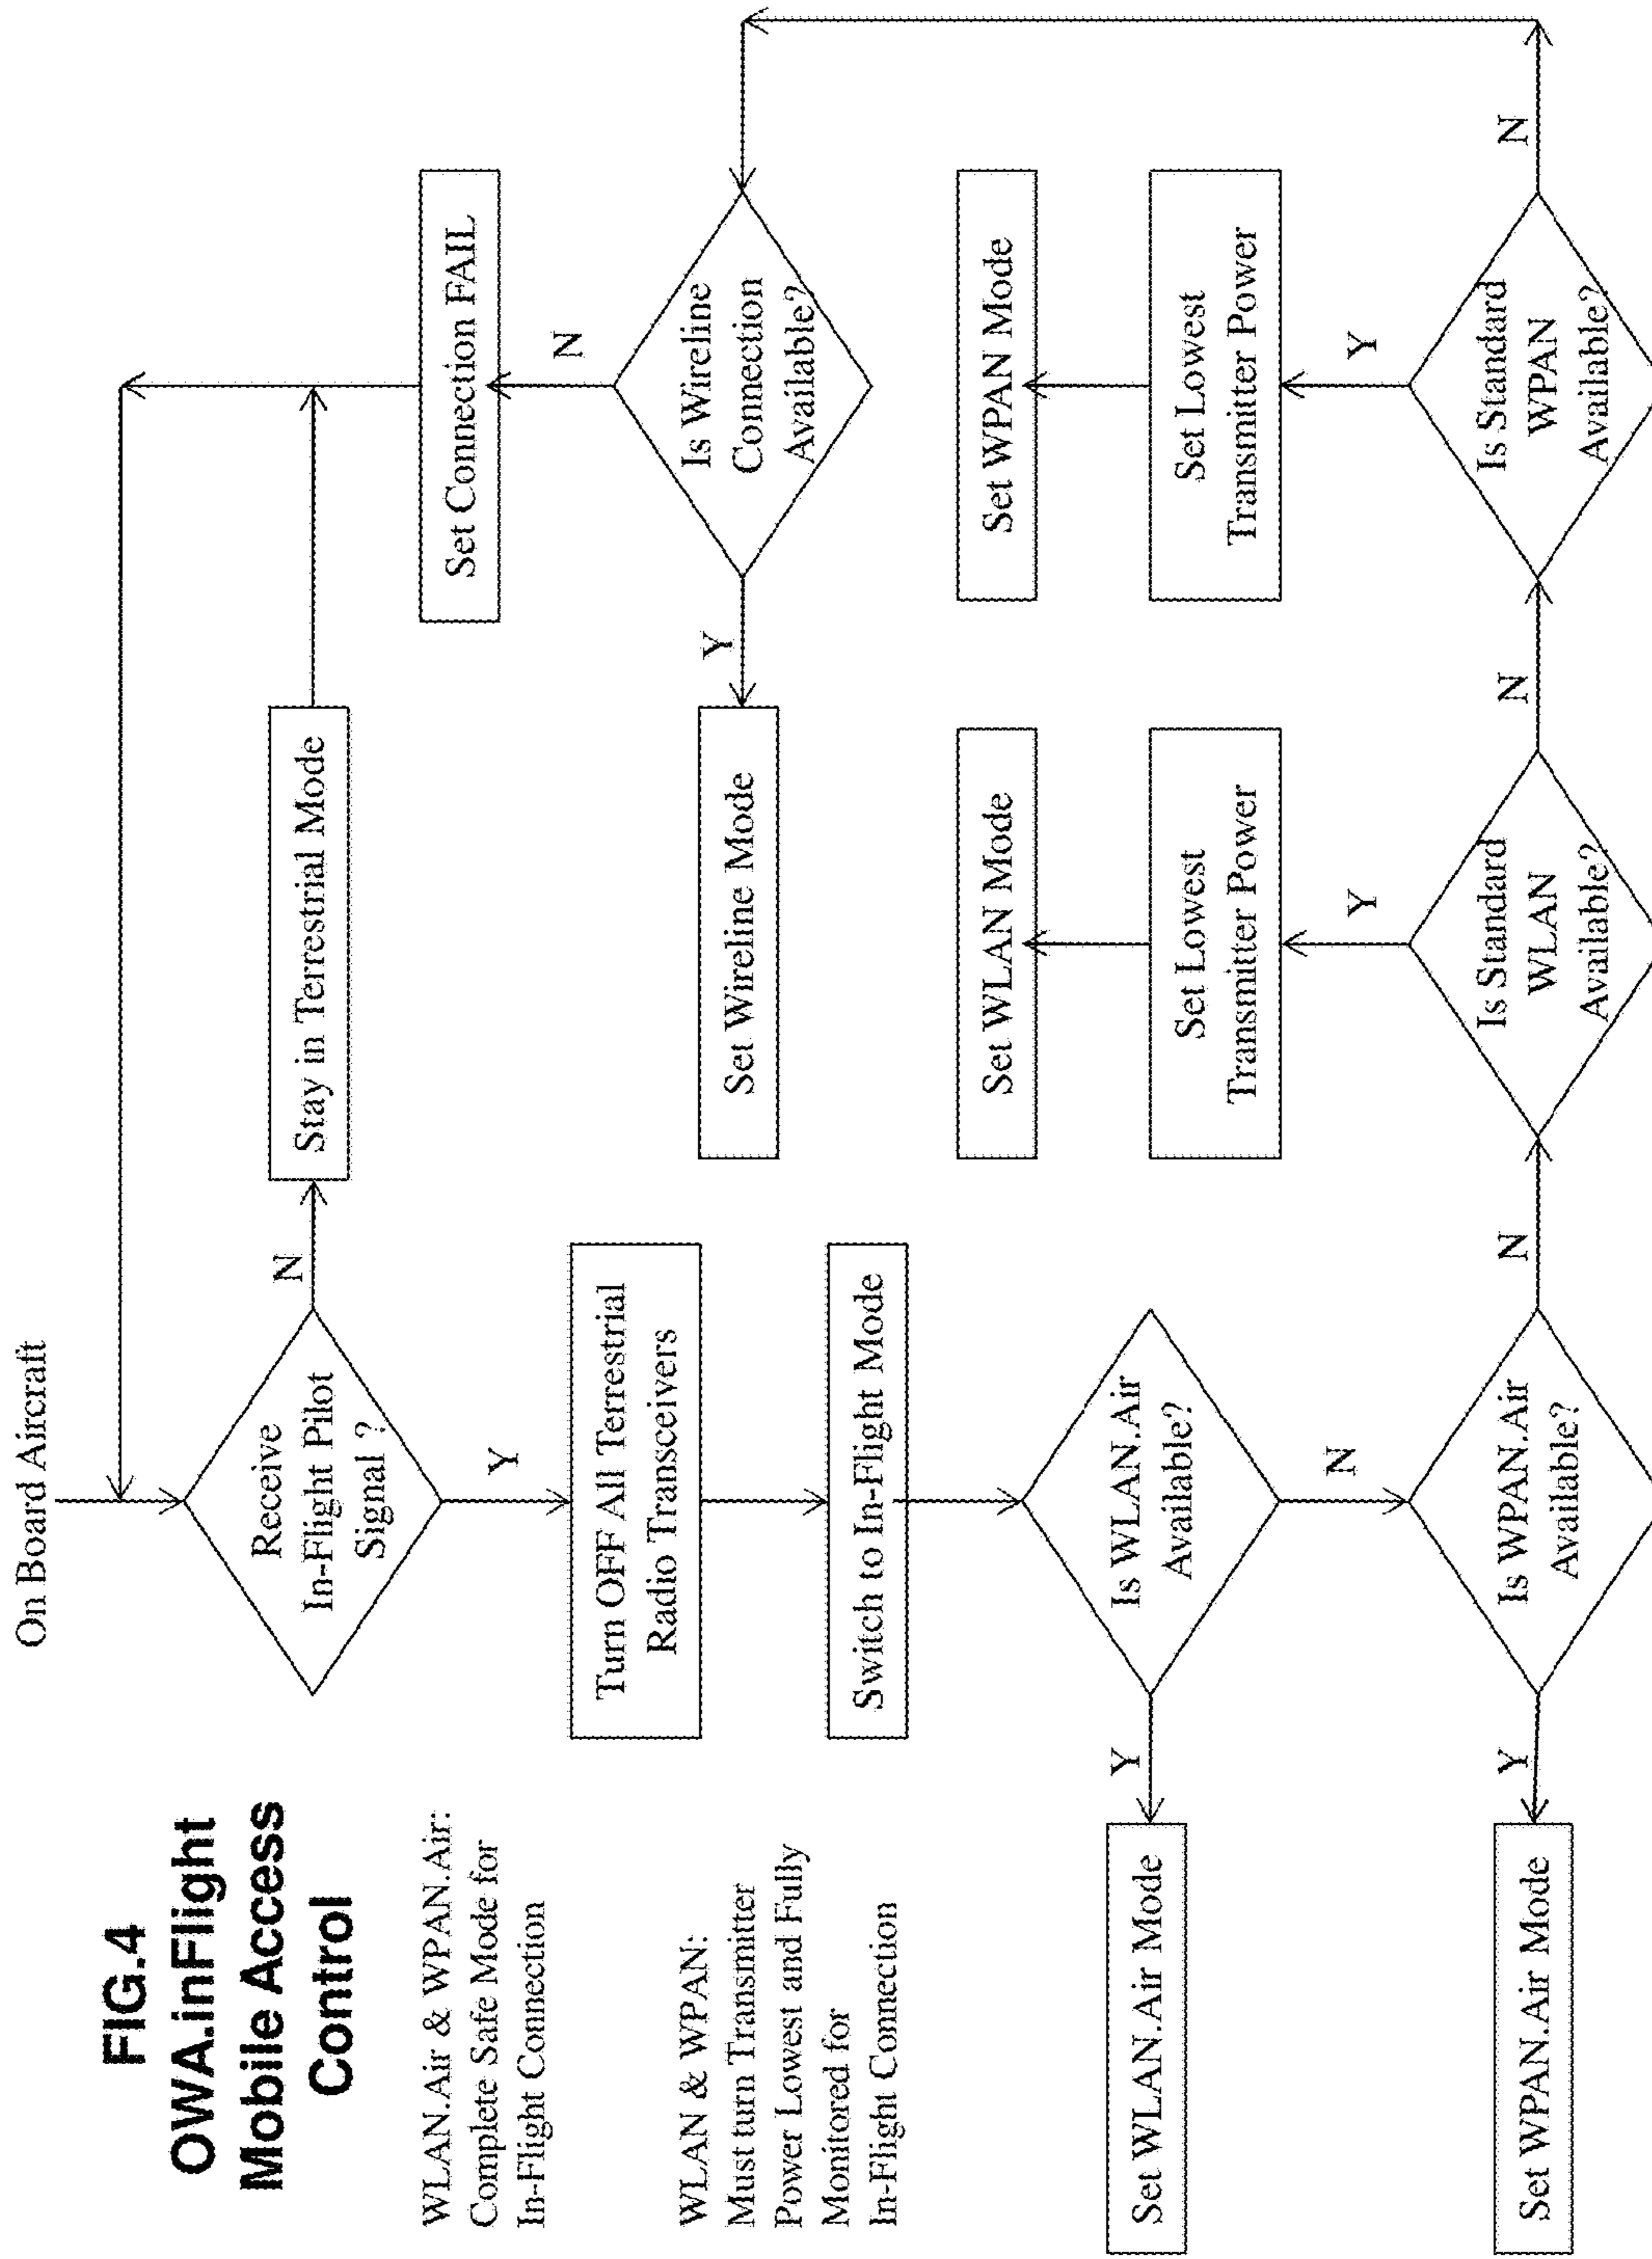 FIG.4
OWA.inFlight
Mobile Access
Control
WLAN.Air & WPAN.Air:
Complete Safe Mode for
In-Flight Connection
WLAN & WPAN:
Must turn Transmitter
Power Lowest and Fully
Monitored for
In-Flight Connection
On Board Aircraft
Receive
In-Flight Pilot
Signal ?
N
Stay in Terrestrial Mode
Y
Turn OFF All Terrestrial
Radio Transceivers
Switch to In-Flight Mode
Is WLAN.Air
Available?
Y
Set WLAN.Air Mode
N
Is WPAN.Air
Available?
Y
Set WPAN.Air Mode
N
Is Standard
WLAN
Available?
Y
Set Lowest
Transmitter Power
Set WLAN Mode
N
Is Standard
WPAN
Available?
Y
Set Lowest
Transmitter Power
Set WPAN Mode
N
Is Wireline
Connection
Available?
Y
Set Wireline Mode
N
Set Connection FAIL